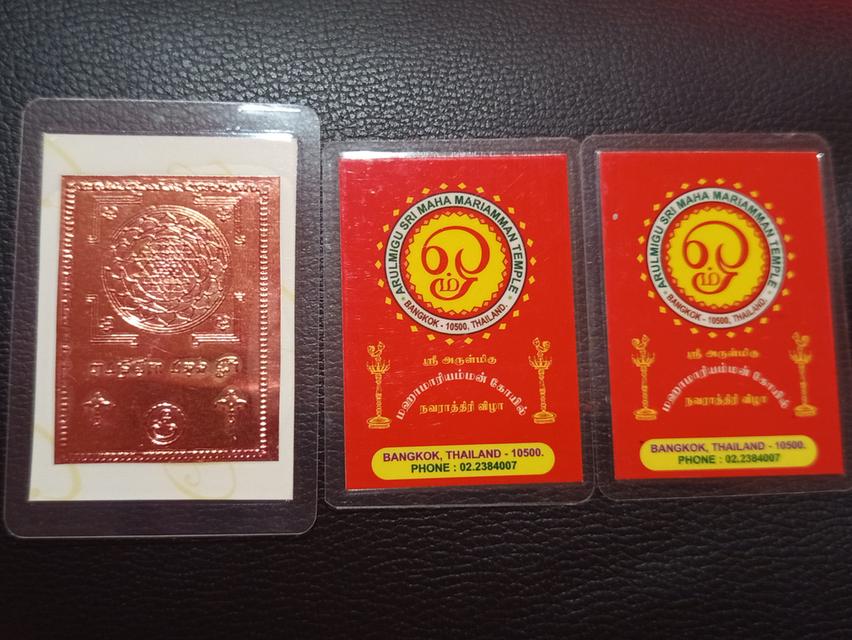 ARULMIGU SRI MAHA MARIAMMAN TEMPLE
ஓம்
* BANGKOK - 10500, THAILAND. *
ஸ்ரீ அருள்மிகு
மஹாமாரியம்மன் கோயில்
நவராத்திரி விழா
BANGKOK, THAILAND - 10500.
PHONE : 02.2384007
ARULMIGU SRI MAHA MARIAMMAN TEMPLE
ஓம்
* BANGKOK - 10500, THAILAND. *
ஸ்ரீ அருள்மிகு
மஹாமாரியம்மன் கோயில்
நவராத்திரி விழா
BANGKOK, THAILAND - 10500.
PHONE : 02.2384007